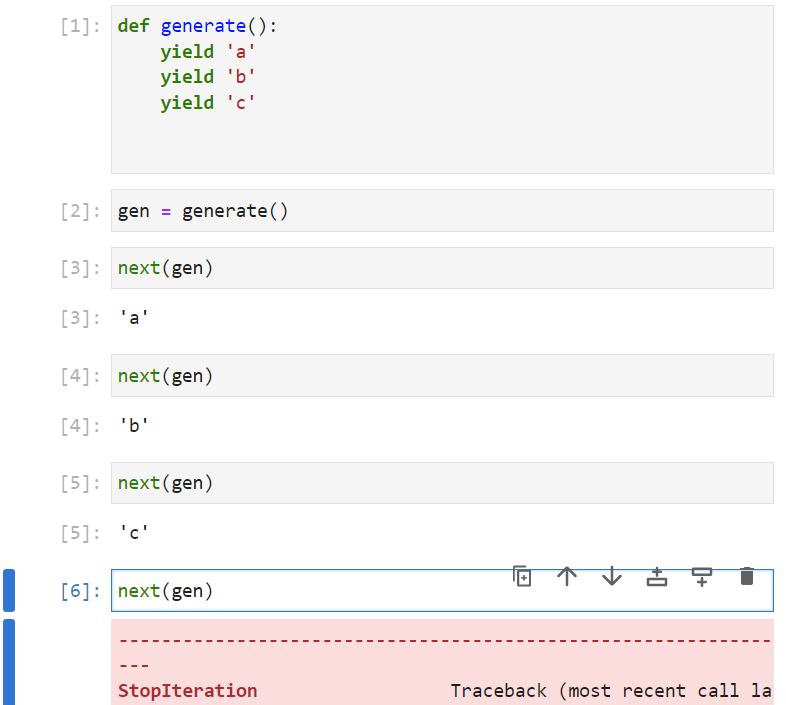 [1]: def generate():
yield 'a'
yield 'b'
yield 'c'
[2]: gen = generate()
[3]: next(gen)
[3]: 'a'
[4]: next(gen)
[4]: 'b'
[5]: next(gen)
[5]: 'c'
[6]: next(gen)
------------------------------------------------------------
---
StopIteration Traceback (most recent call la